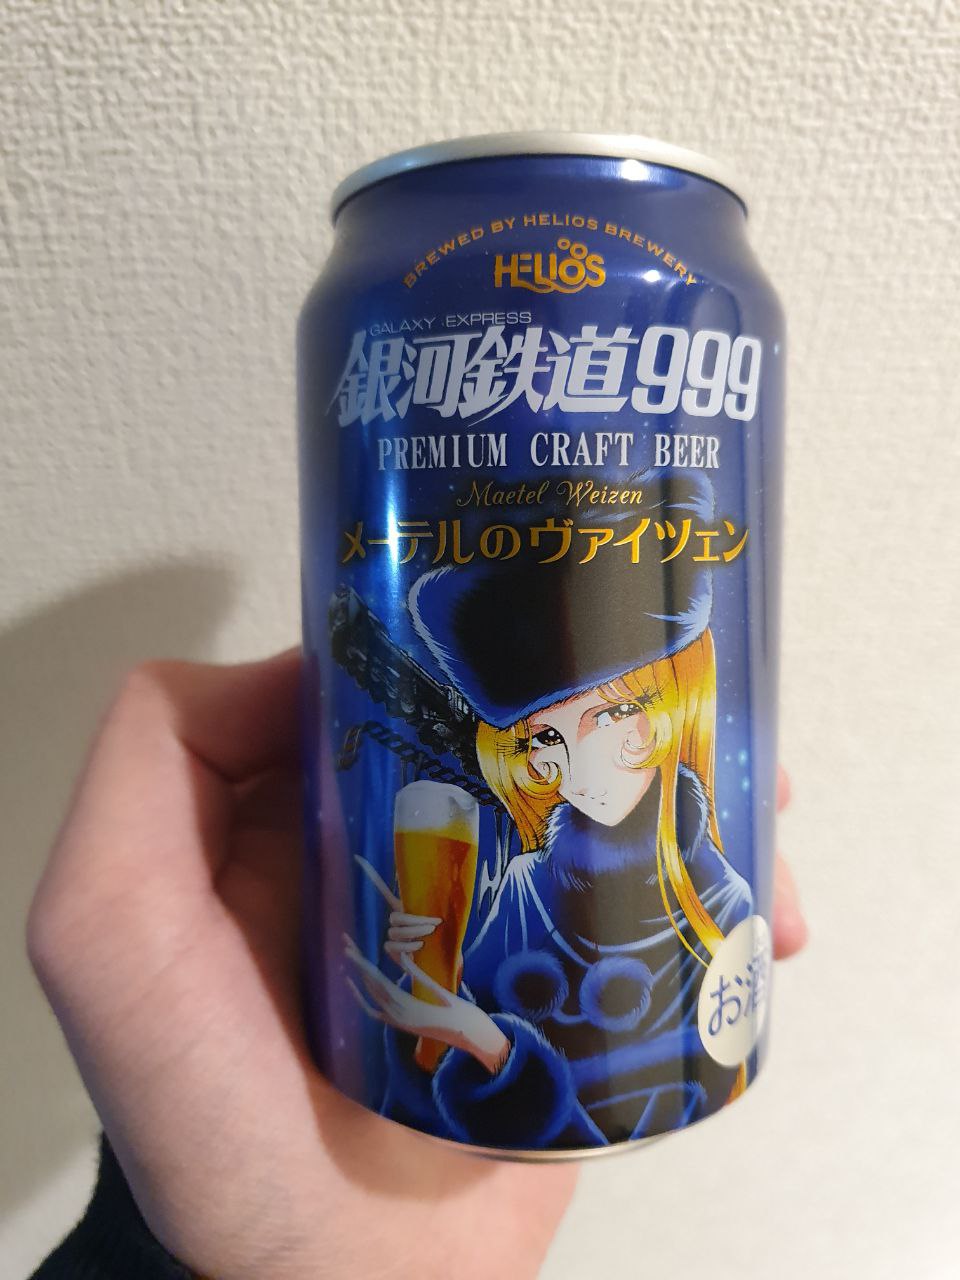 BREWED BY HELIOS BREWERY
HELIOS
GALAXY EXPRESS
銀河鉄道999
PREMIUM CRAFT BEER
Maetel Weizen
メーテルのヴァイツェン
お酒